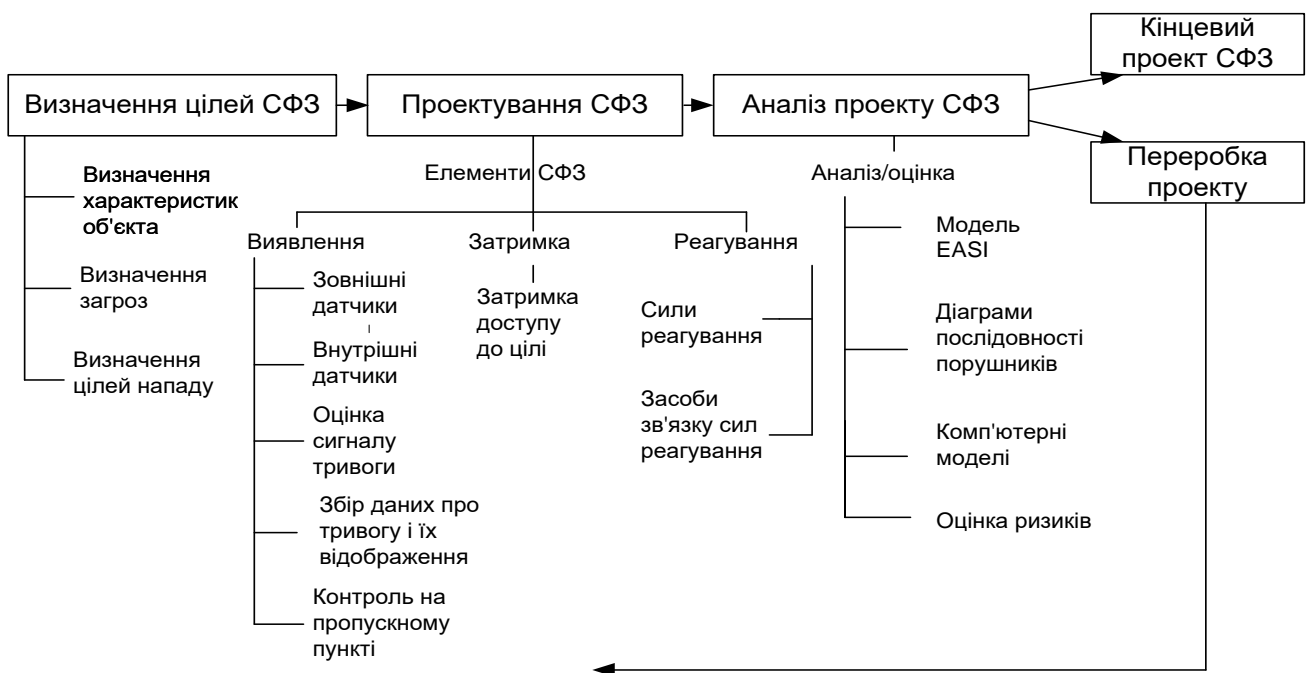 Кінцевий
проект СФЗ
Визначення цілей СФЗ
Проектування СФЗ
Аналіз проекту СФЗ
Переробка
проекту
Визначення
характеристик
об'єкта
Визначення
загроз
Визначення
цілей нападу
Елементи СФЗ
Виявлення
Зовнішні
датчики
Внутрішні
датчики
Оцінка
сигналу
тривоги
Збір даних про
тривогу і їх
відображення
Контроль на
пропускному
пункті
Затримка
Затримка
доступу
до цілі
Реагування
Сили
реагування
Засоби
зв'язку сил
реагування
Аналіз/оцінка
Модель
EASI
Діаграми
послідовності
порушників
Комп'ютерні
моделі
Оцінка ризиків